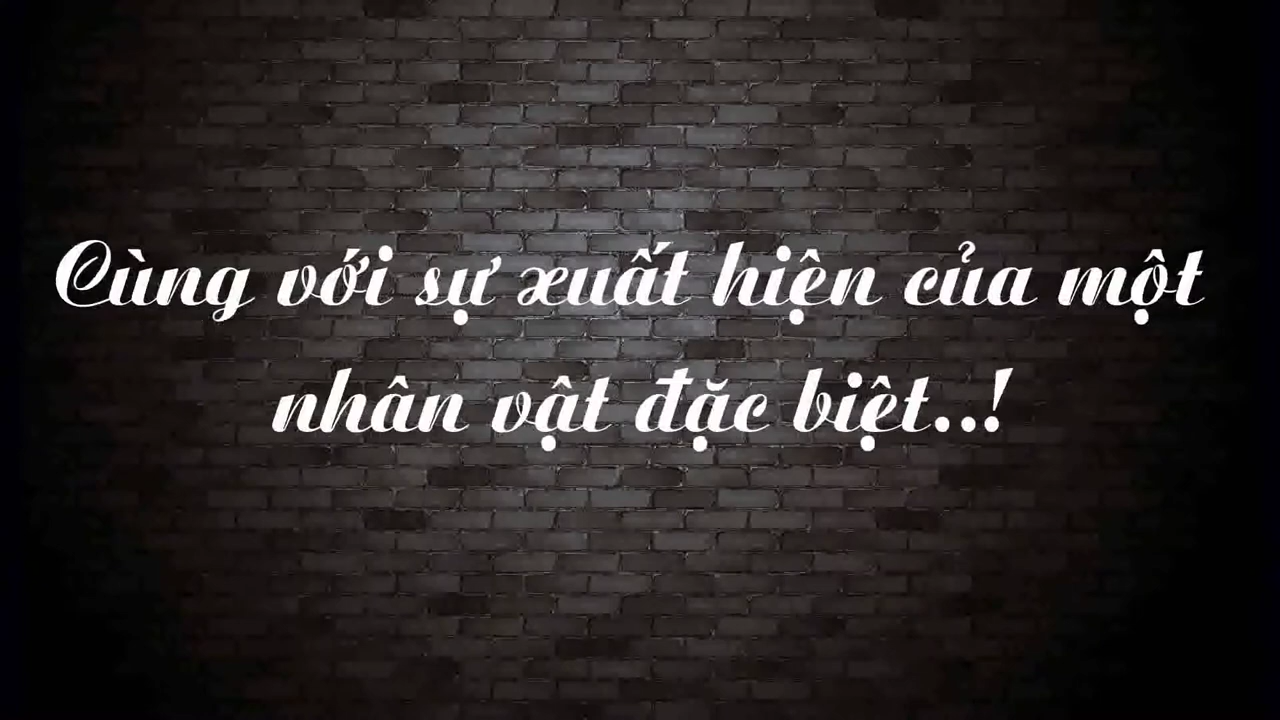 Cùng với sự xuất hiện của một
nhân vật đặc biệt..!